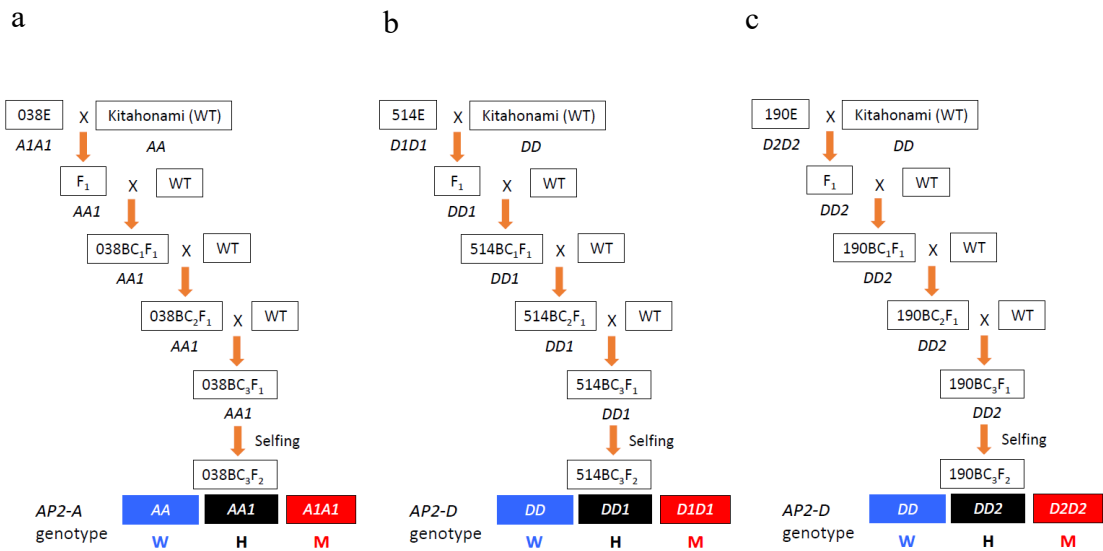 a
038E X Kitahonami (WT)
A1A1 AA
F₁ X WT
AA1
038BC₁F₁ X WT
AA1
038BC₂F₁ X WT
AA1
038BC₃F₁
AA1
Selfing
038BC₃F₂
AP2-A genotype
AA AA1 A1A1
W H M
b
514E X Kitahonami (WT)
D1D1 DD
F₁ X WT
DD1
514BC₁F₁ X WT
DD1
514BC₂F₁ X WT
DD1
514BC₃F₁
DD1
Selfing
514BC₃F₂
AP2-D genotype
DD DD1 D1D1
W H M
c
190E X Kitahonami (WT)
D2D2 DD
F₁ X WT
DD2
190BC₁F₁ X WT
DD2
190BC₂F₁ X WT
DD2
190BC₃F₁
DD2
Selfing
190BC₃F₂
AP2-D genotype
DD DD2 D2D2
W H M